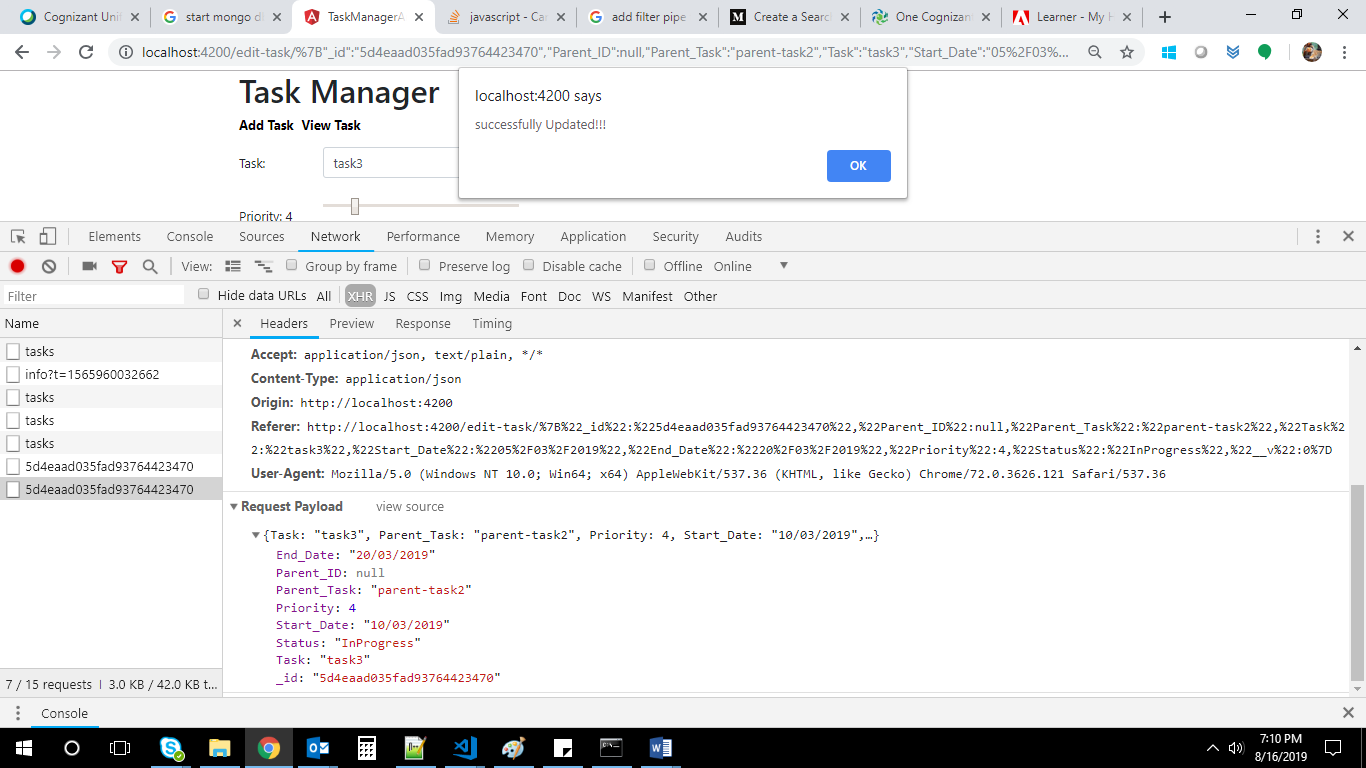 Cognizant Unif
start mongo di
TaskManagerA
javascript - Can
add filter pipe
Create a Searc
One Cognizant
Learner - My H
localhost:4200/edit-task/%7B"_id":"5d4eaad035fad93764423470","Parent_ID":null,"Parent_Task":"parent-task2","Task":"task3","Start_Date":"05%2F03%...
Task Manager
Add Task View Task
Task: task3
Priority: 4
localhost:4200 says
successfully Updated!!!
OK
Elements Console Sources Network Performance Memory Application Security Audits
View: Group by frame Preserve log Disable cache Offline Online
Filter Hide data URLs All XHR JS CSS Img Media Font Doc WS Manifest Other
Name
Headers Preview Response Timing
tasks
info?t=1565960032662
tasks
tasks
tasks
5d4eaad035fad93764423470
5d4eaad035fad93764423470
Accept: application/json, text/plain, */*
Content-Type: application/json
Origin: http://localhost:4200
Referer: http://localhost:4200/edit-task/%7B%22_id%22:%225d4eaad035fad93764423470%22,%22Parent_ID%22:null,%22Parent_Task%22:%22parent-task2%22,%22Task%2
2:%22task3%22,%22Start_Date%22:%2205%2F03%2F2019%22,%22End_Date%22:%2220%2F03%2F2019%22,%22Priority%22:4,%22Status%22:%22InProgress%22,%22__v%22:0%7D
User-Agent: Mozilla/5.0 (Windows NT 10.0; Win64; x64) AppleWebKit/537.36 (KHTML, like Gecko) Chrome/72.0.3626.121 Safari/537.36
Request Payload view source
{Task: "task3", Parent_Task: "parent-task2", Priority: 4, Start_Date: "10/03/2019",…}
End_Date: "20/03/2019"
Parent_ID: null
Parent_Task: "parent-task2"
Priority: 4
Start_Date: "10/03/2019"
Status: "InProgress"
Task: "task3"
_id: "5d4eaad035fad93764423470"
7 / 15 requests | 3.0 KB / 42.0 KB t...
Console
7:10 PM
8/16/2019